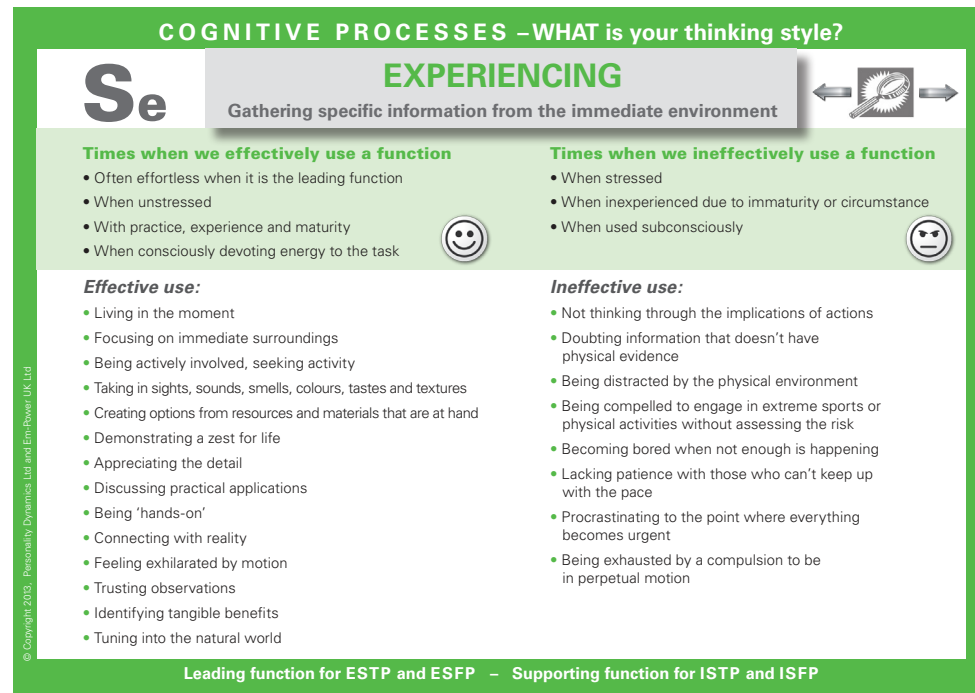 COGNITIVE PROCESSES – WHAT is your thinking style?
Se
EXPERIENCING
Gathering specific information from the immediate environment
Times when we effectively use a function
• Often effortless when it is the leading function
• When unstressed
• With practice, experience and maturity
• When consciously devoting energy to the task
Times when we ineffectively use a function
• When stressed
• When inexperienced due to immaturity or circumstance
• When used subconsciously
Effective use:
• Living in the moment
• Focusing on immediate surroundings
• Being actively involved, seeking activity
• Taking in sights, sounds, smells, colours, tastes and textures
• Creating options from resources and materials that are at hand
• Demonstrating a zest for life
• Appreciating the detail
• Discussing practical applications
• Being ‘hands-on’
• Connecting with reality
• Feeling exhilarated by motion
• Trusting observations
• Identifying tangible benefits
• Tuning into the natural world
Ineffective use:
• Not thinking through the implications of actions
• Doubting information that doesn’t have
physical evidence
• Being distracted by the physical environment
• Being compelled to engage in extreme sports or
physical activities without assessing the risk
• Becoming bored when not enough is happening
• Lacking patience with those who can’t keep up
with the pace
• Procrastinating to the point where everything
becomes urgent
• Being exhausted by a compulsion to be
in perpetual motion
© Copyright 2013, Personality Dynamics Ltd and Em-Power UK Ltd
Leading function for ESTP and ESFP – Supporting function for ISTP and ISFP